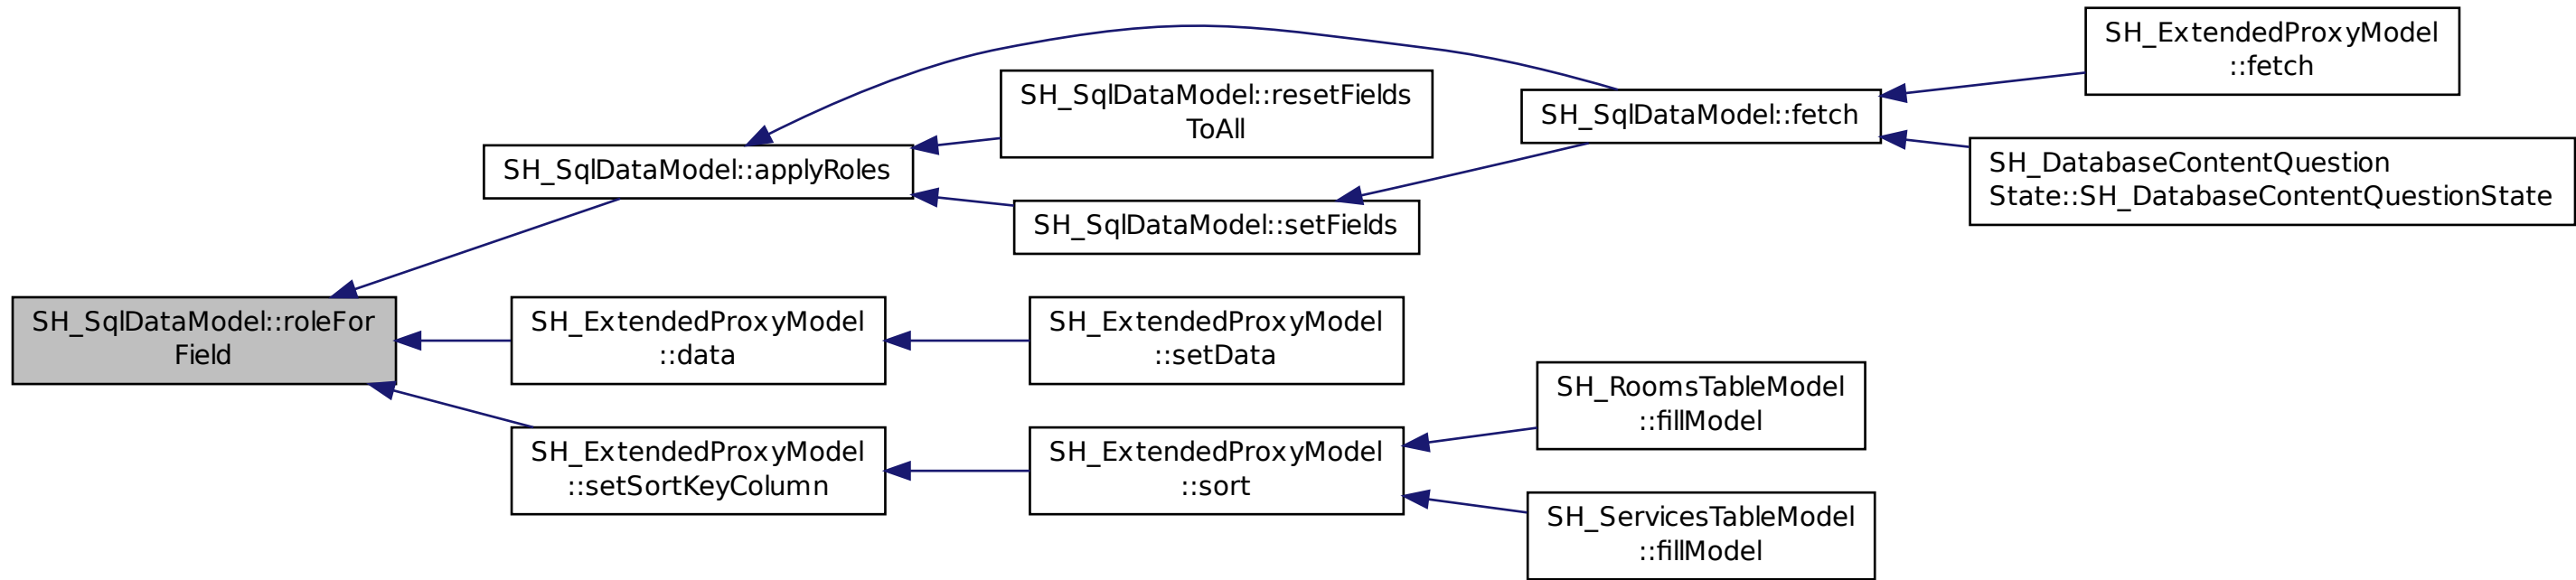 SH_SqlDataModel::roleFor
Field
SH_SqlDataModel::applyRoles
SH_SqlDataModel::resetFields
ToAll
SH_SqlDataModel::setFields
SH_SqlDataModel::fetch
SH_ExtendedProxyModel
::fetch
SH_DatabaseContentQuestion
State::SH_DatabaseContentQuestionState
SH_ExtendedProxyModel
::data
SH_ExtendedProxyModel
::setData
SH_ExtendedProxyModel
::setSortKeyColumn
SH_ExtendedProxyModel
::sort
SH_RoomsTableModel
::fillModel
SH_ServicesTableModel
::fillModel